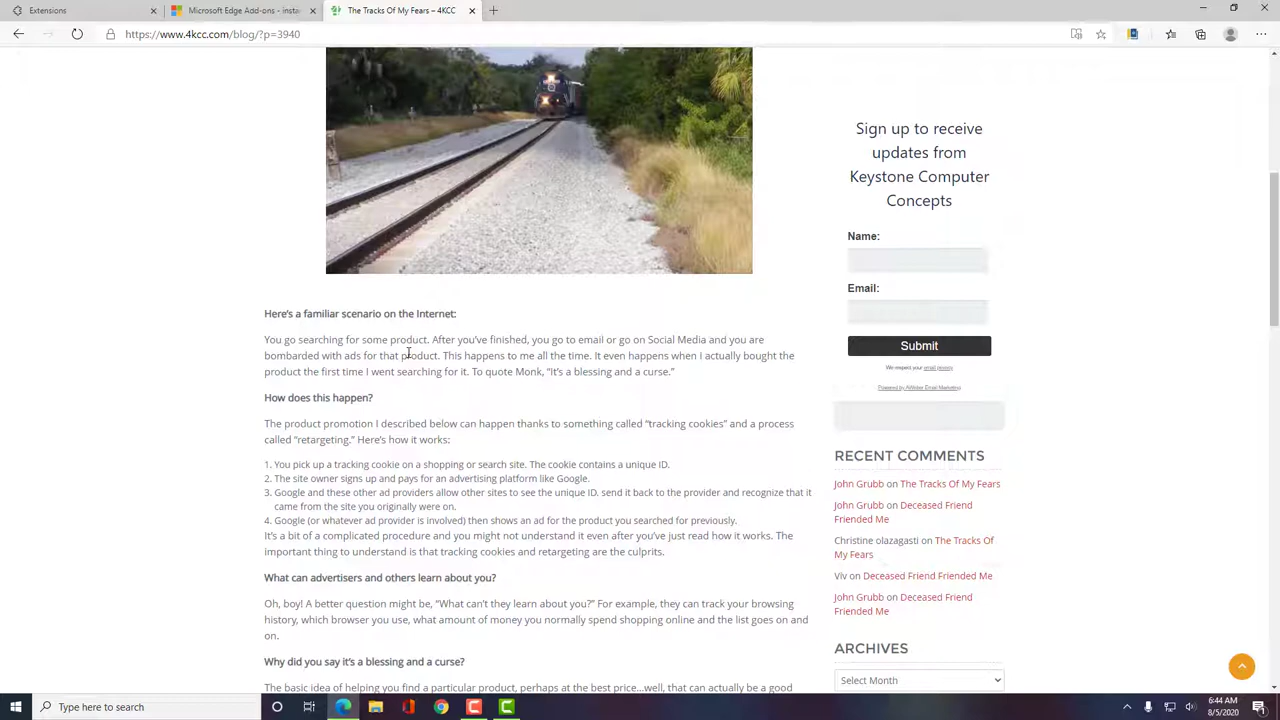 Extensions
Microsoft Edge Add-ons
The Tracks Of My Fears – 4KCC
https://www.4kcc.com/blog/?p=3940
Sign up to receive
updates from
Keystone Computer
Concepts
Name:
Email:
Submit
We respect your email privacy
Powered by AWeber Email Marketing
Here's a familiar scenario on the Internet:
You go searching for some product. After you've finished, you go to email or go on Social Media and you are
bombarded with ads for that product. This happens to me all the time. It even happens when I actually bought the
product the first time I went searching for it. To quote Monk, “It's a blessing and a curse.”
How does this happen?
The product promotion I described below can happen thanks to something called “tracking cookies” and a process
called “retargeting.” Here's how it works:
1. You pick up a tracking cookie on a shopping or search site. The cookie contains a unique ID.
2. The site owner signs up and pays for an advertising platform like Google.
3. Google and these other ad providers allow other sites to see the unique ID. send it back to the provider and recognize that it
came from the site you originally were on.
4. Google (or whatever ad provider is involved) then shows an ad for the product you searched for previously.
It's a bit of a complicated procedure and you might not understand it even after you've just read how it works. The
important thing to understand is that tracking cookies and retargeting are the culprits.
What can advertisers and others learn about you?
Oh, boy! A better question might be, “What can't they learn about you?” For example, they can track your browsing
history, which browser you use, what amount of money you normally spend shopping online and the list goes on and
on.
Why did you say it's a blessing and a curse?
The basic idea of helping you find a particular product, perhaps at the best price...well, that can actually be a good
RECENT COMMENTS
John Grubb on The Tracks Of My Fears
John Grubb on Deceased Friend
Friended Me
Christine olazagasti on The Tracks Of
My Fears
Viv on Deceased Friend Friended Me
John Grubb on Deceased Friend
Friended Me
ARCHIVES
Select Month
Type here to search
6:44 AM
8/5/2020